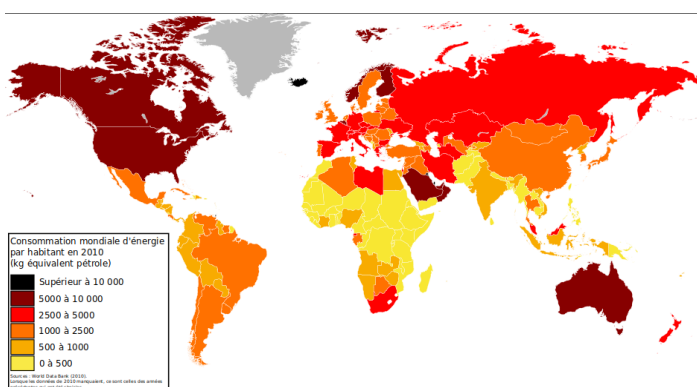 Consommation mondiale d'énergie
par habitant en 2010
(kg équivalent pétrole)
Supérieur à 10 000
5000 à 10 000
2500 à 5000
1000 à 2500
500 à 1000
0 à 500
Sources : World Data Bank (2010).
Lorsque les données de 2010 manquaient, ce sont celles des années